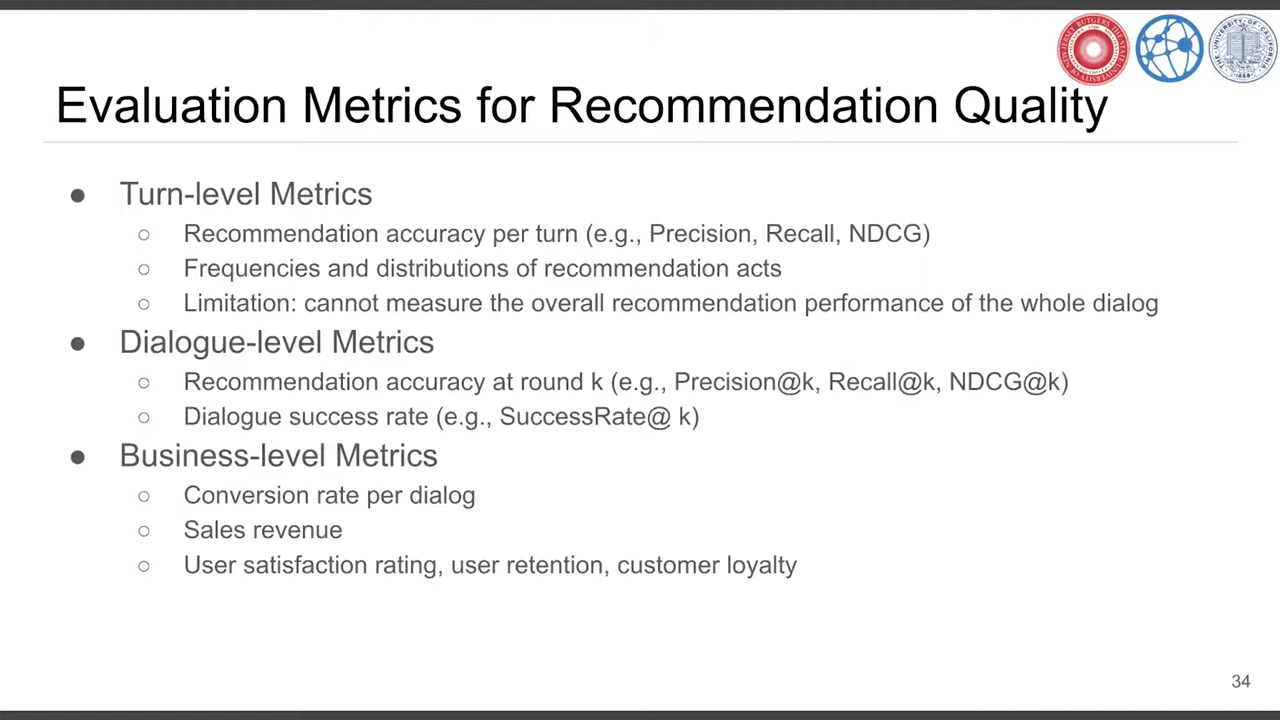 Evaluation Metrics for Recommendation Quality
● Turn-level Metrics
○ Recommendation accuracy per turn (e.g., Precision, Recall, NDCG)
○ Frequencies and distributions of recommendation acts
○ Limitation: cannot measure the overall recommendation performance of the whole dialog
● Dialogue-level Metrics
○ Recommendation accuracy at round k (e.g., Precision@k, Recall@k, NDCG@k)
○ Dialogue success rate (e.g., SuccessRate@ k)
● Business-level Metrics
○ Conversion rate per dialog
○ Sales revenue
○ User satisfaction rating, user retention, customer loyalty
34